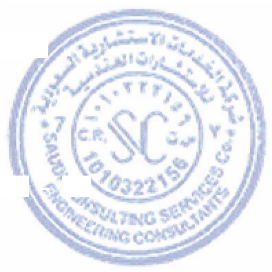 شركة الخدمات الاستشارية السعودية
للاستشارات الهندسية
C.R.
س.ت
١٠١٠٣٢٢١٥٦
SC
1010322156
SAUDI CONSULTING SERVICES Co.
ENGINEERING CONSULTANTS